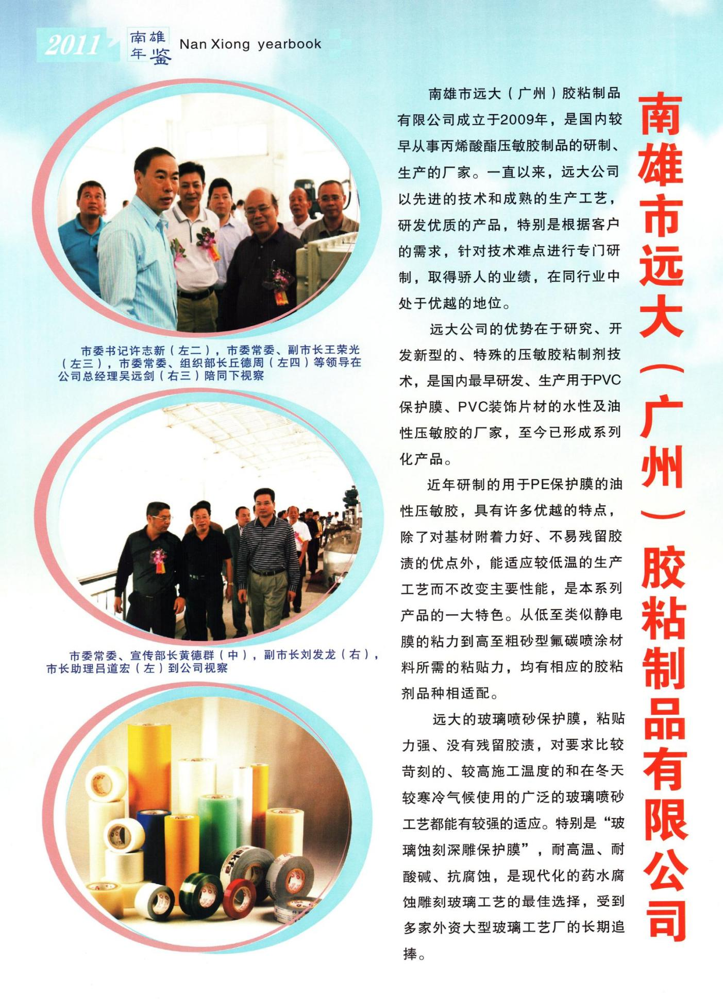 2011
南雄
年鉴
Nan Xiong yearbook
市委书记许志新（左二），市委常委、副市长王荣光
（左三），市委常委、组织部长丘德周（左四）等领导在
公司总经理吴远剑（右三）陪同下视察
市委常委、宣传部长黄德群（中），副市长刘发龙（右），
市长助理吕道宏（左）到公司视察
南雄市远大（广州）胶粘制品
有限公司成立于2009年，是国内较
早从事丙烯酸酯压敏胶制品的研制、
生产的厂家。一直以来，远大公司
以先进的技术和成熟的生产工艺，
研发优质的产品，特别是根据客户
的需求，针对技术难点进行专门研
制，取得骄人的业绩，在同行业中
处于优越的地位。
远大公司的优势在于研究、开
发新型的、特殊的压敏胶粘制剂技
术，是国内最早研发、生产用于PVC
保护膜、PVC装饰片材的水性及油
性压敏胶的厂家，至今已形成系列
化产品。
近年研制的用于PE保护膜的油
性压敏胶，具有许多优越的特点，
除了对基材附着力好、不易残留胶
渍的优点外，能适应较低温的生产
工艺而不改变主要性能，是本系列
产品的一大特色。从低至类似静电
膜的粘力到高至粗砂型氟碳喷涂材
料所需的粘贴力，均有相应的胶粘
剂品种相适配。
远大的玻璃喷砂保护膜，粘贴
力强、没有残留胶渍，对要求比较
苛刻的、较高施工温度的和在冬天
较寒冷气候使用的广泛的玻璃喷砂
工艺都能有较强的适应。特别是“玻
璃蚀刻深雕保护膜”，耐高温、耐
酸碱、抗腐蚀，是现代化的药水腐
蚀雕刻玻璃工艺的最佳选择，受到
多家外资大型玻璃工艺厂的长期追
捧。
南雄市远大（广州）胶粘制品有限公司